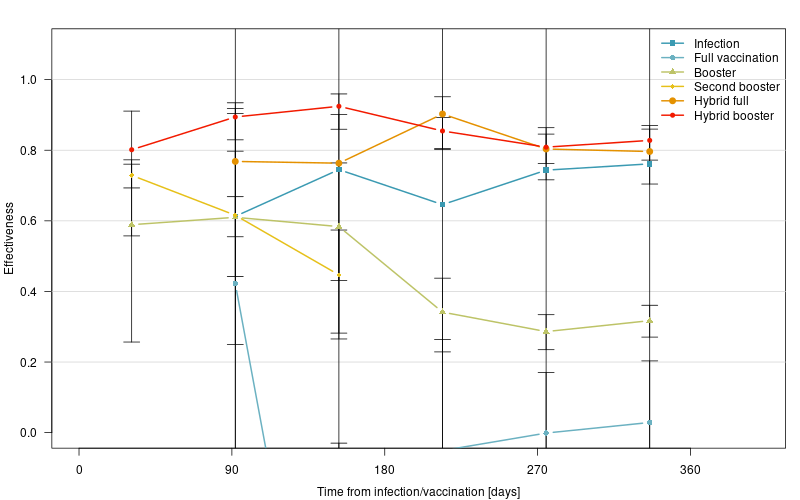 Infection
Full vaccination
Booster
Second booster
Hybrid full
Hybrid booster
1.0
0.8
0.6
0.4
0.2
0.0
Effectiveness
0 90 180 270 360
Time from infection/vaccination [days]